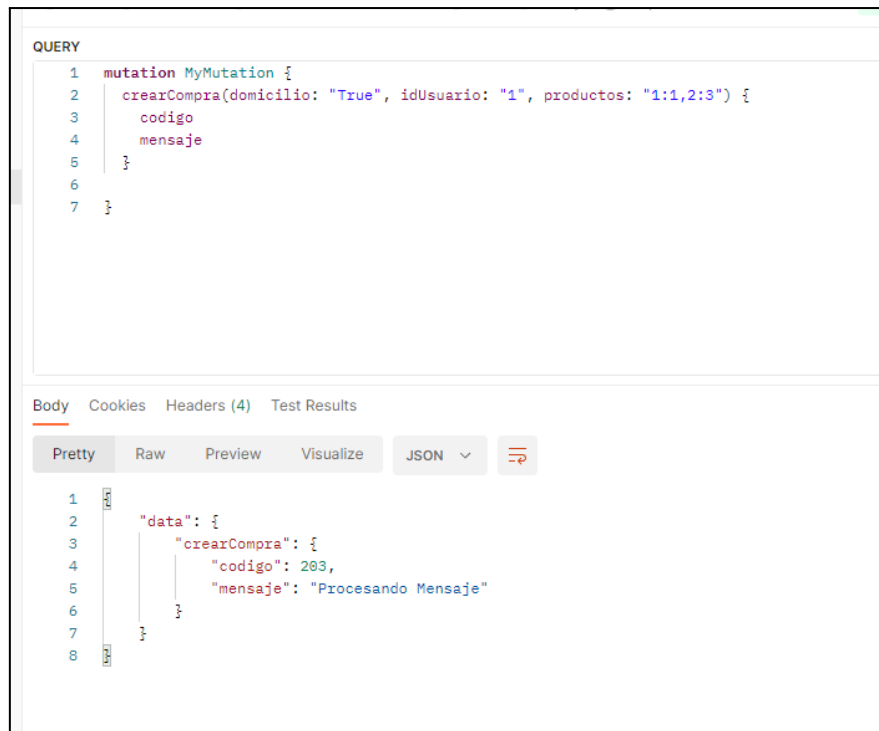 QUERY
1 mutation MyMutation {
2 crearCompra(domicilio: "True", idUsuario: "1", productos: "1:1,2:3") {
3 codigo
4 mensaje
5 }
6
7 }
Body Cookies Headers (4) Test Results
Pretty Raw Preview Visualize JSON
1 {
2 "data": {
3 "crearCompra": {
4 "codigo": 203,
5 "mensaje": "Procesando Mensaje"
6 }
7 }
8 }